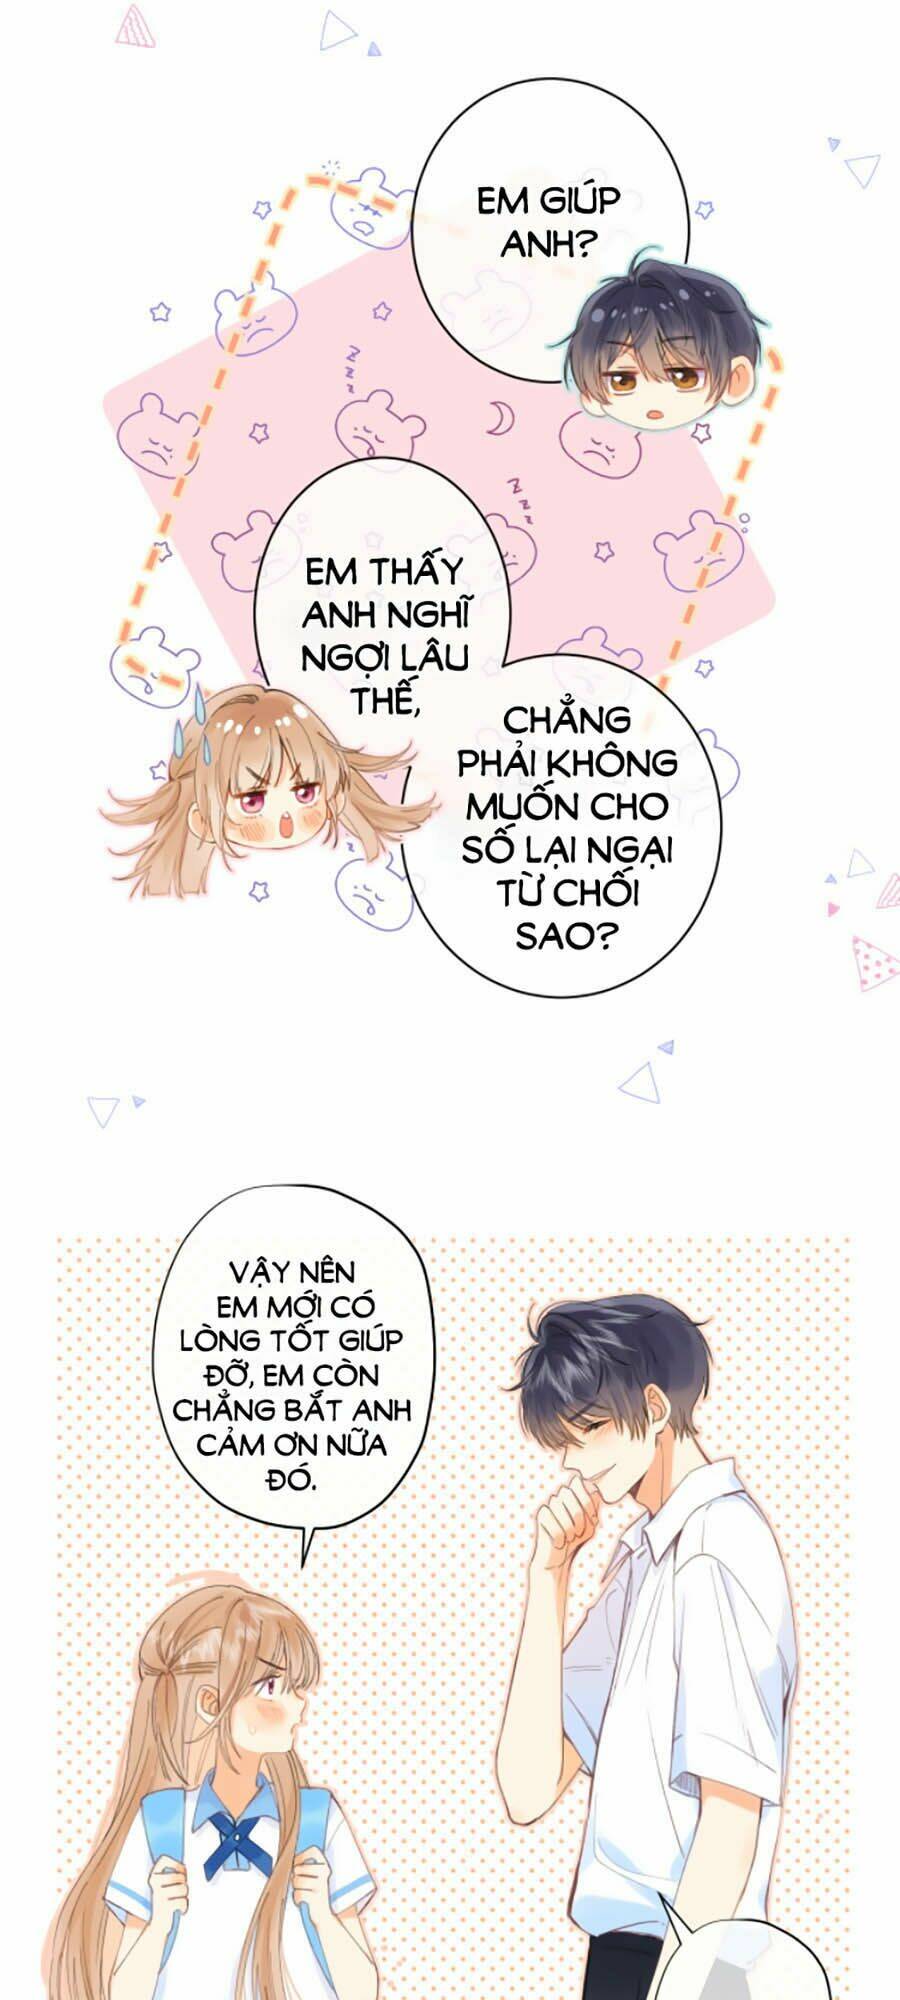 EM GIÚP
ANH?
EM THẤY
ANH NGHĨ
NGỢI LÂU
THẾ,
CHẲNG
PHẢI KHÔNG
MUỐN CHO
SỐ LẠI NGẠI
TỪ CHỐI
SAO?
VẬY NÊN
EM MỚI CÓ
LÒNG TỐT GIÚP
ĐỠ, EM CÒN
CHẲNG BẮT ANH
CẢM ƠN NỮA
ĐÓ.